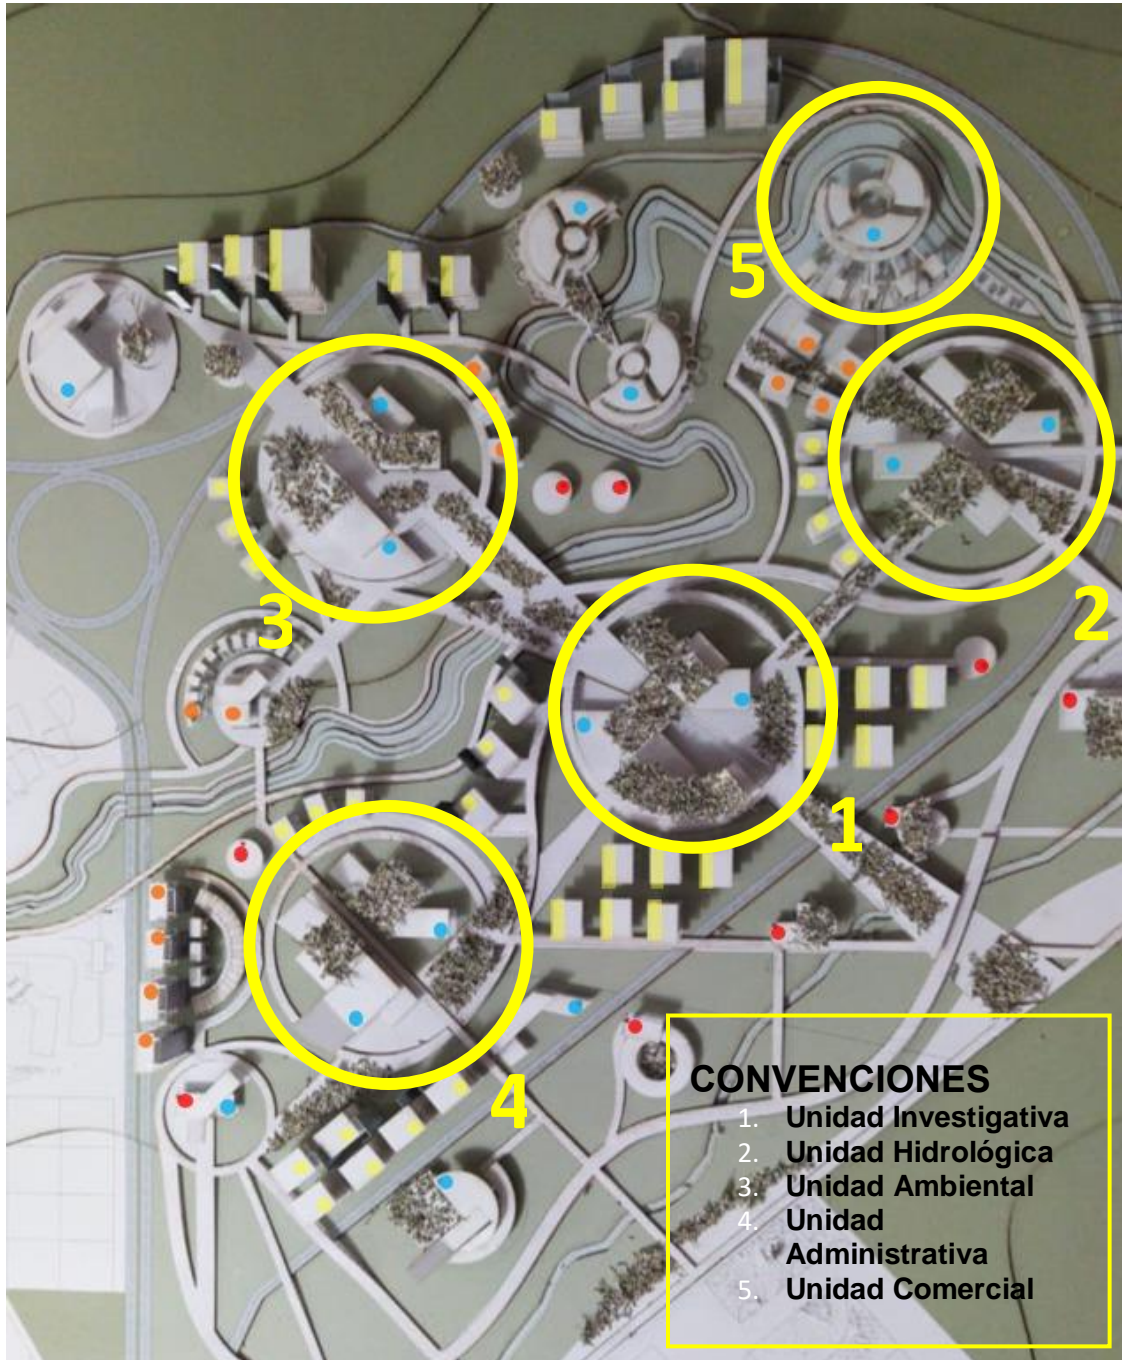 5
3
2
1
4
CONVENCIONES
1. Unidad Investigativa
2. Unidad Hidrológica
3. Unidad Ambiental
4. Unidad
Administrativa
5. Unidad Comercial